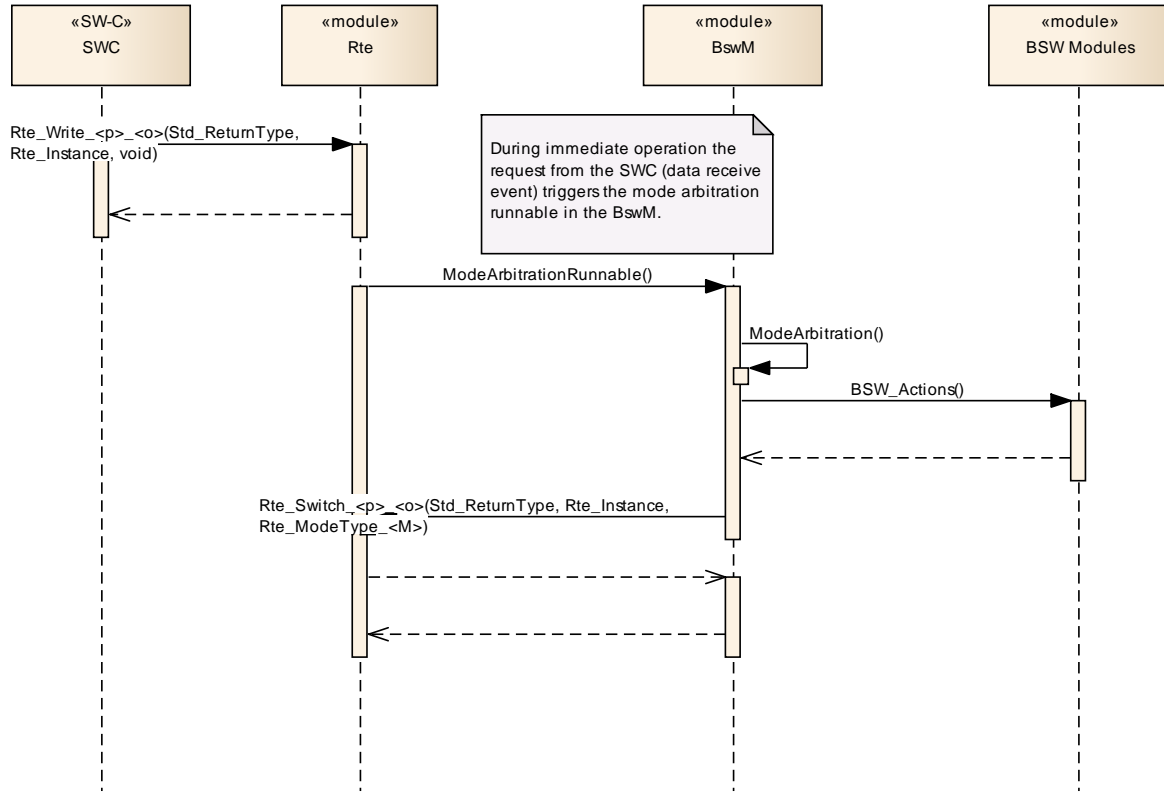 «SW-C»
SWC
«module»
Rte
«module»
BswM
«module»
BSW Modules
Rte_Write_<p>_<o>(Std_ReturnType,
Rte_Instance, void)
During immediate operation the
request from the SWC (data receive
event) triggers the mode arbitration
runnable in the BswM.
ModeArbitrationRunnable()
ModeArbitration()
BSW_Actions()
Rte_Switch_<p>_<o>(Std_ReturnType, Rte_Instance,
Rte_ModeType_<M>)